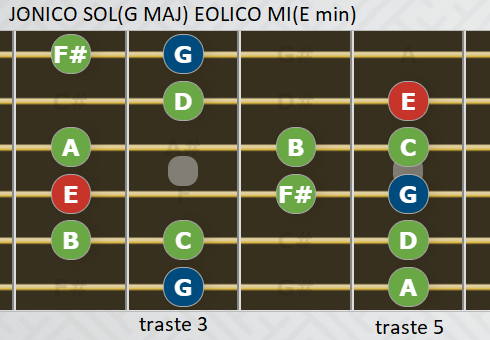 JONICO SOL(G MAJ) EOLICO MI(E min)
F# G G# A
C# D D# E
A A# B C
E F# G
B C C# D
F# G G# A
traste 3 traste 5